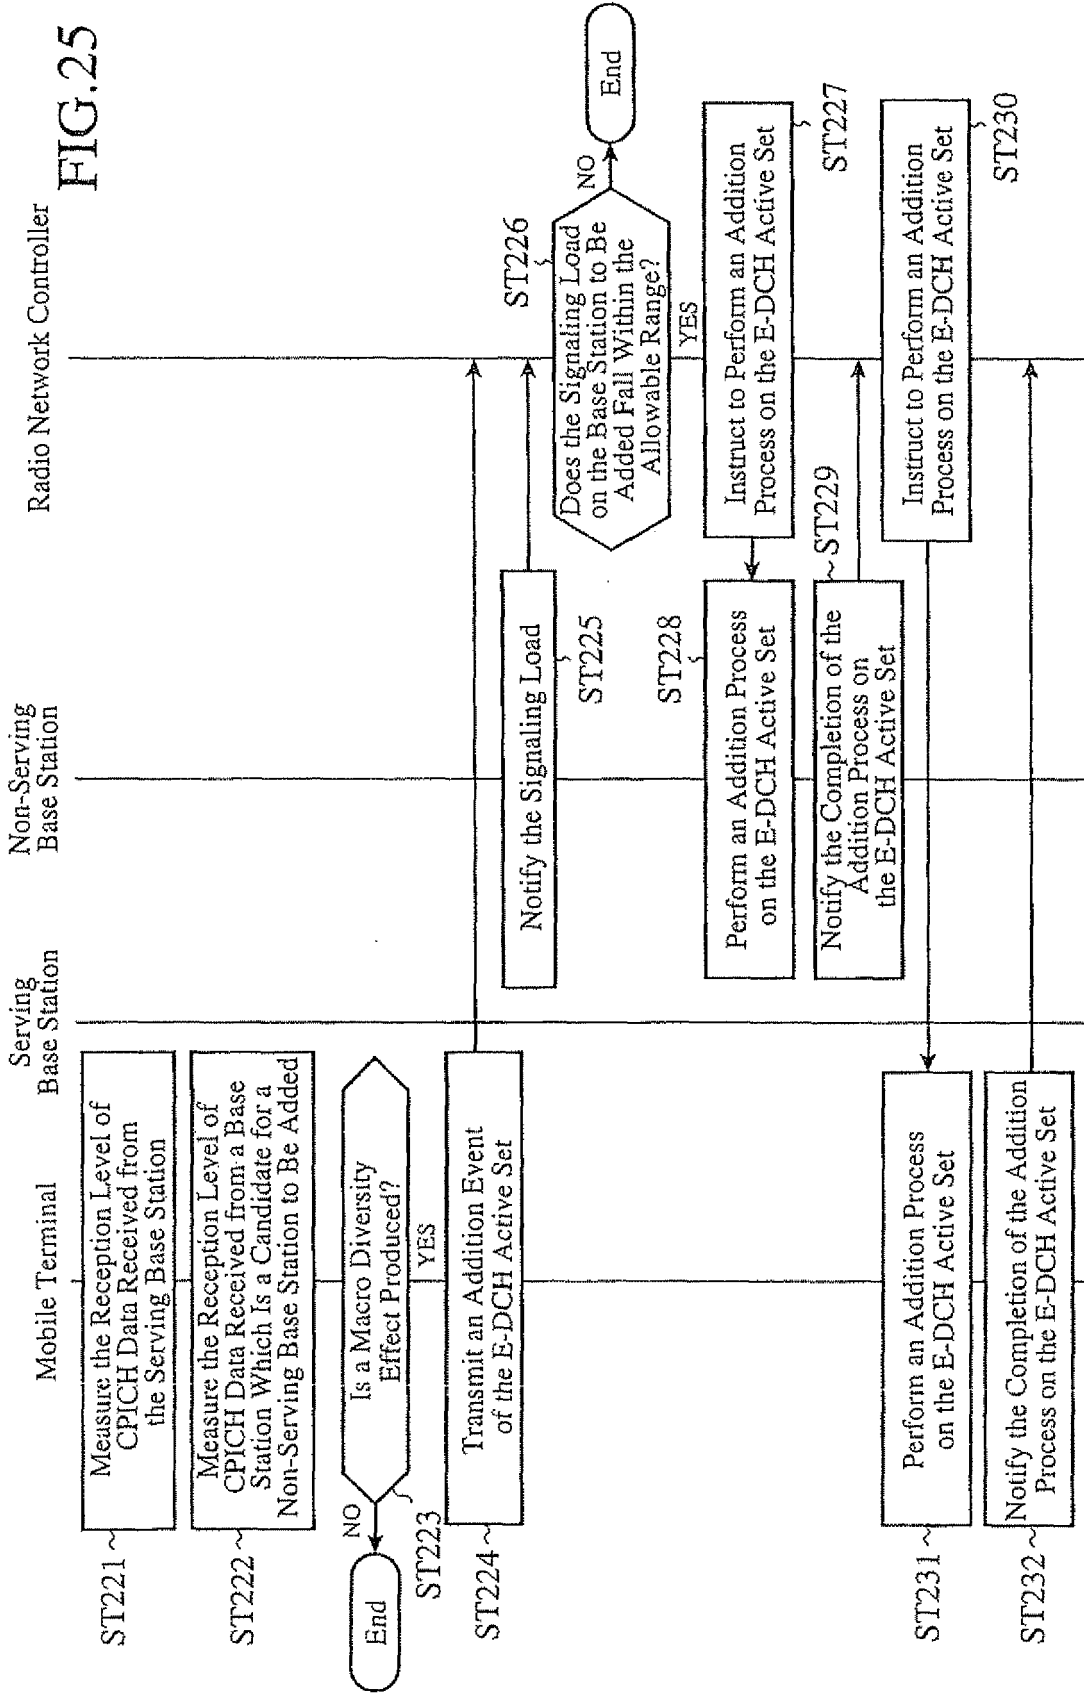 FIG.25
Mobile Terminal
Serving
Base Station
Non-Serving
Base Station
Radio Network Controller
ST221
Measure the Reception Level of
CPICH Data Received from
the Serving Base Station
ST222
Measure the Reception Level of
CPICH Data Received from a Base
Station Which Is a Candidate for a
Non-Serving Base Station to Be Added
End
NO
ST223
Is a Macro Diversity
Effect Produced?
YES
ST224
Transmit an Addition Event
of the E-DCH Active Set
Notify the Signaling Load
ST225
ST226
Does the Signaling Load
on the Base Station to Be
Added Fall Within the
Allowable Range?
NO
End
YES
Instruct to Perform an Addition
Process on the E-DCH Active Set
ST227
ST228
Perform an Addition Process
on the E-DCH Active Set
ST229
Notify the Completion of the
Addition Process on
the E-DCH Active Set
Instruct to Perform an Addition
Process on the E-DCH Active Set
ST230
ST231
Perform an Addition Process
on the E-DCH Active Set
ST232
Notify the Completion of the Addition
Process on the E-DCH Active Set